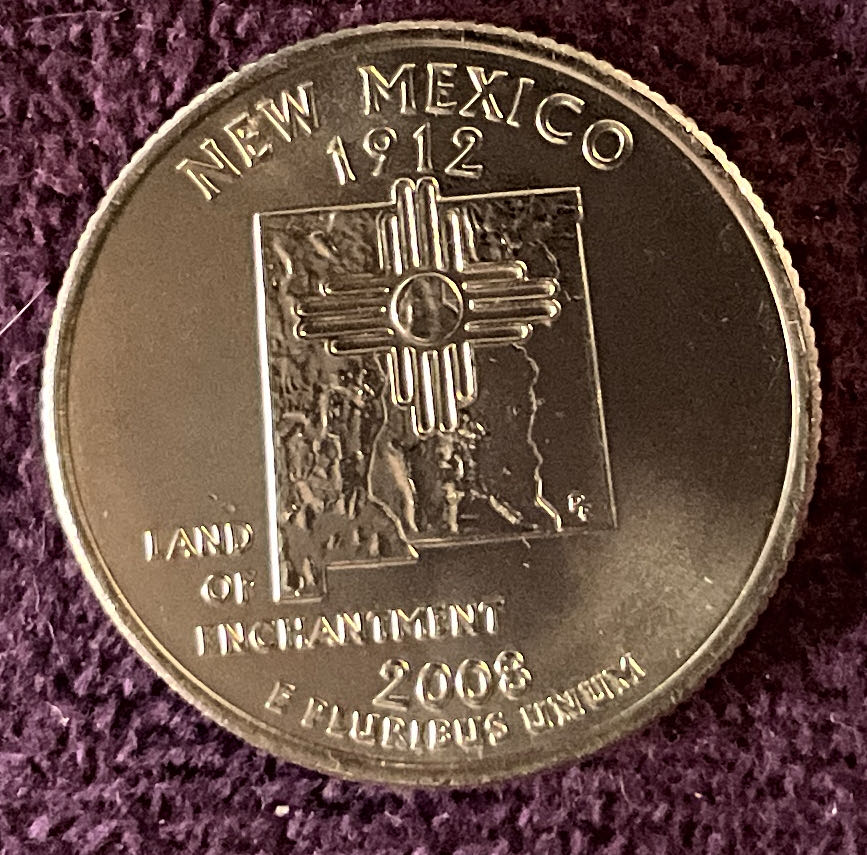 NEW MEXICO
1912
LAND
OF
ENCHANTMENT
2008
E PLURIBUS UNUM